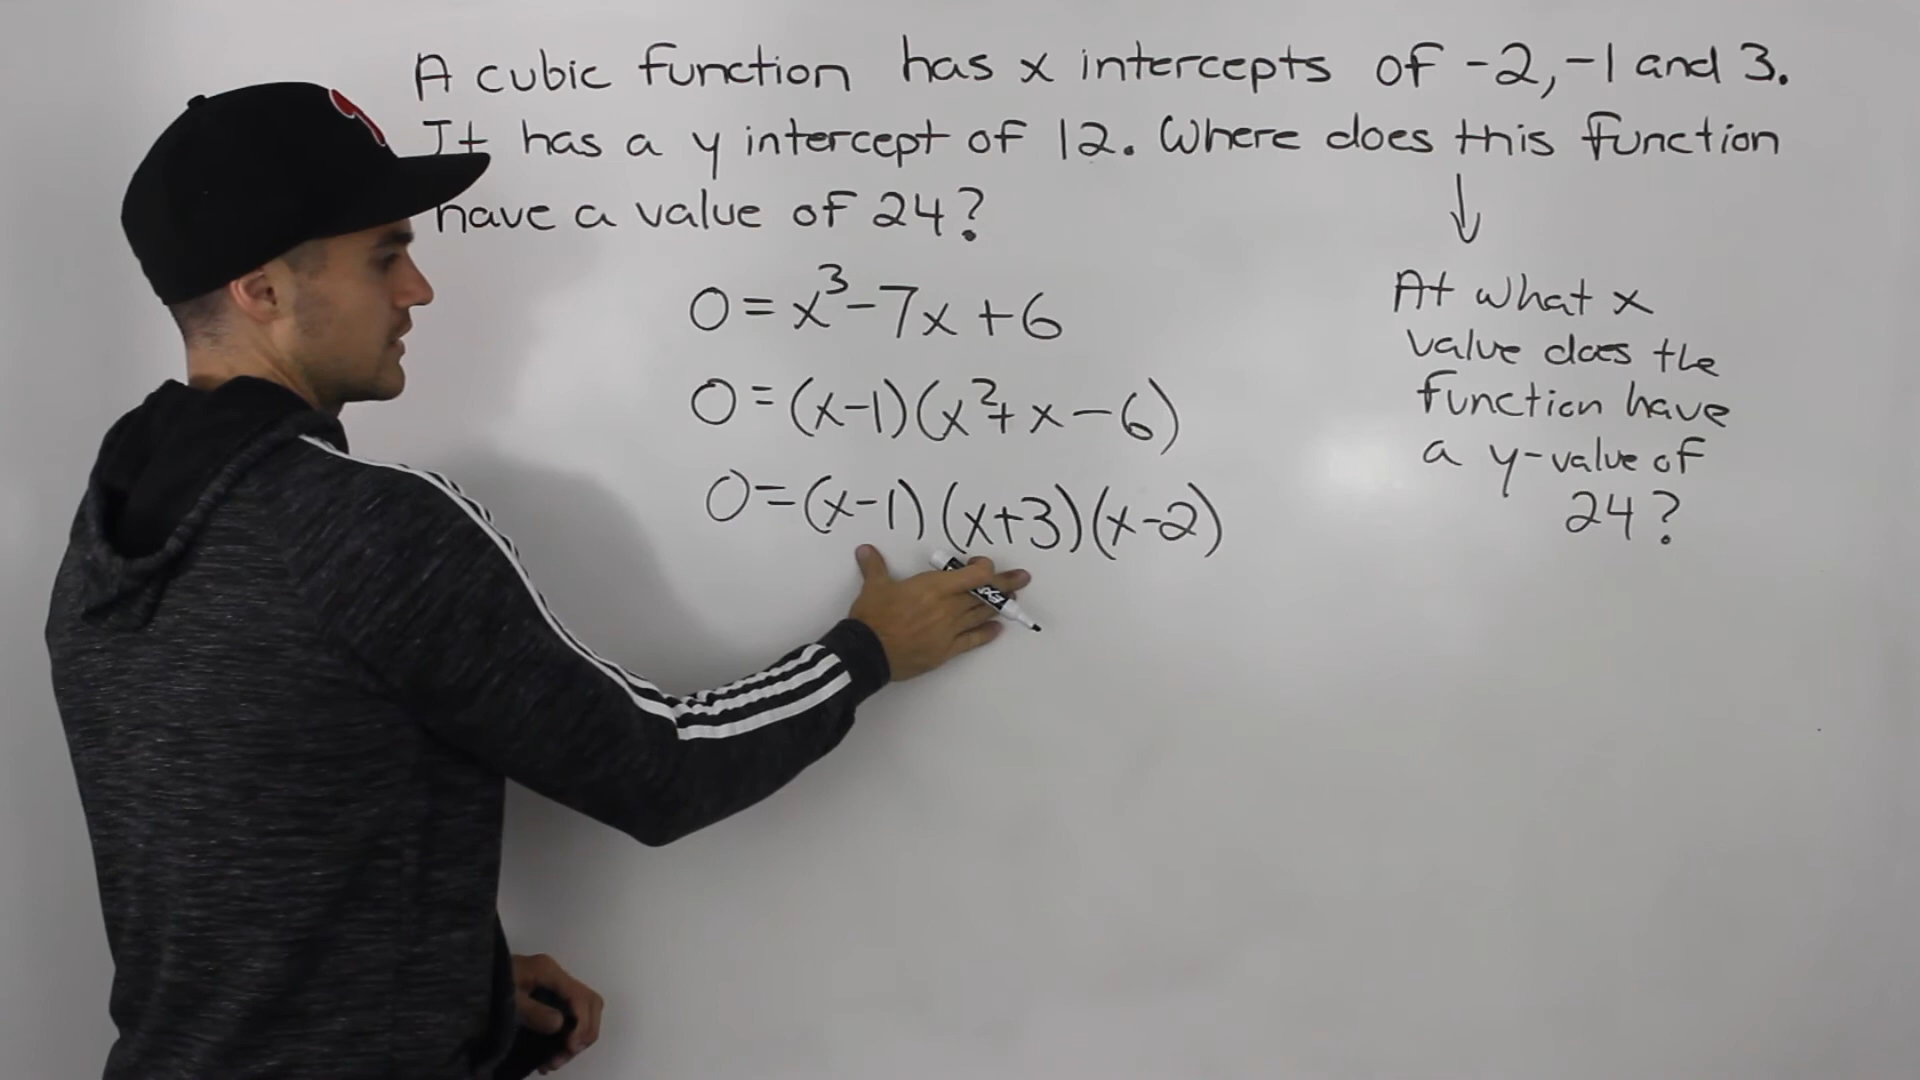 A cubic function has x intercepts of -2, -1 and 3.
It has a y intercept of 12. Where does this function
have a value of 24?
↓
0 = x³ - 7x + 6
0 = (x-1)(x² + x - 6)
0 = (x-1)(x+3)(x-2)
At what x
value does the
function have
a y-value of
24?